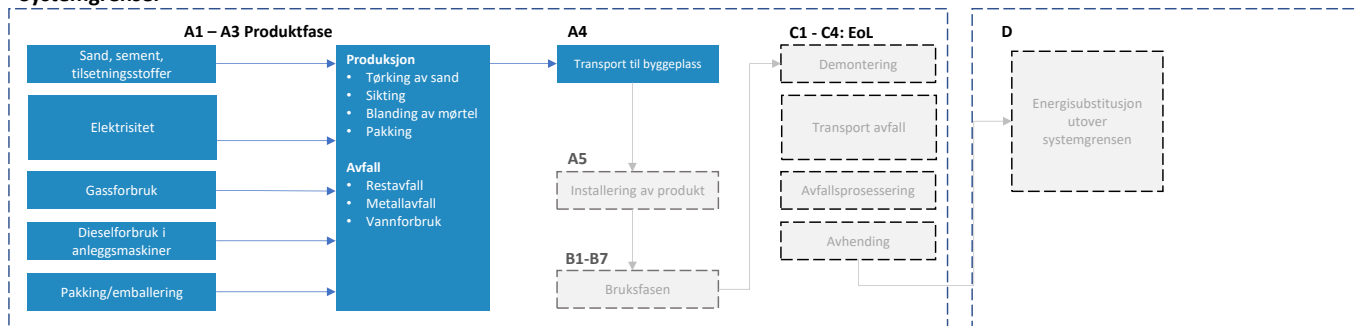 Systemgrenser
A1 – A3 Produktfase
Sand, sement,
tilsetningsstoffer
Elektrisitet
Gassforbruk
Dieselforbruk i
anleggsmaskiner
Pakking/emballering
Produksjon
• Tørking av sand
• Sikting
• Blanding av mørtel
• Pakking
Avfall
• Restavfall
• Metallavfall
• Vannforbruk
A4
Transport til byggeplass
A5
Installering av produkt
B1-B7
Bruksfasen
C1 - C4: EoL
Demontering
Transport avfall
Avfallsprosessering
Avhending
D
Energisubstitusjon
utover
systemgrensen